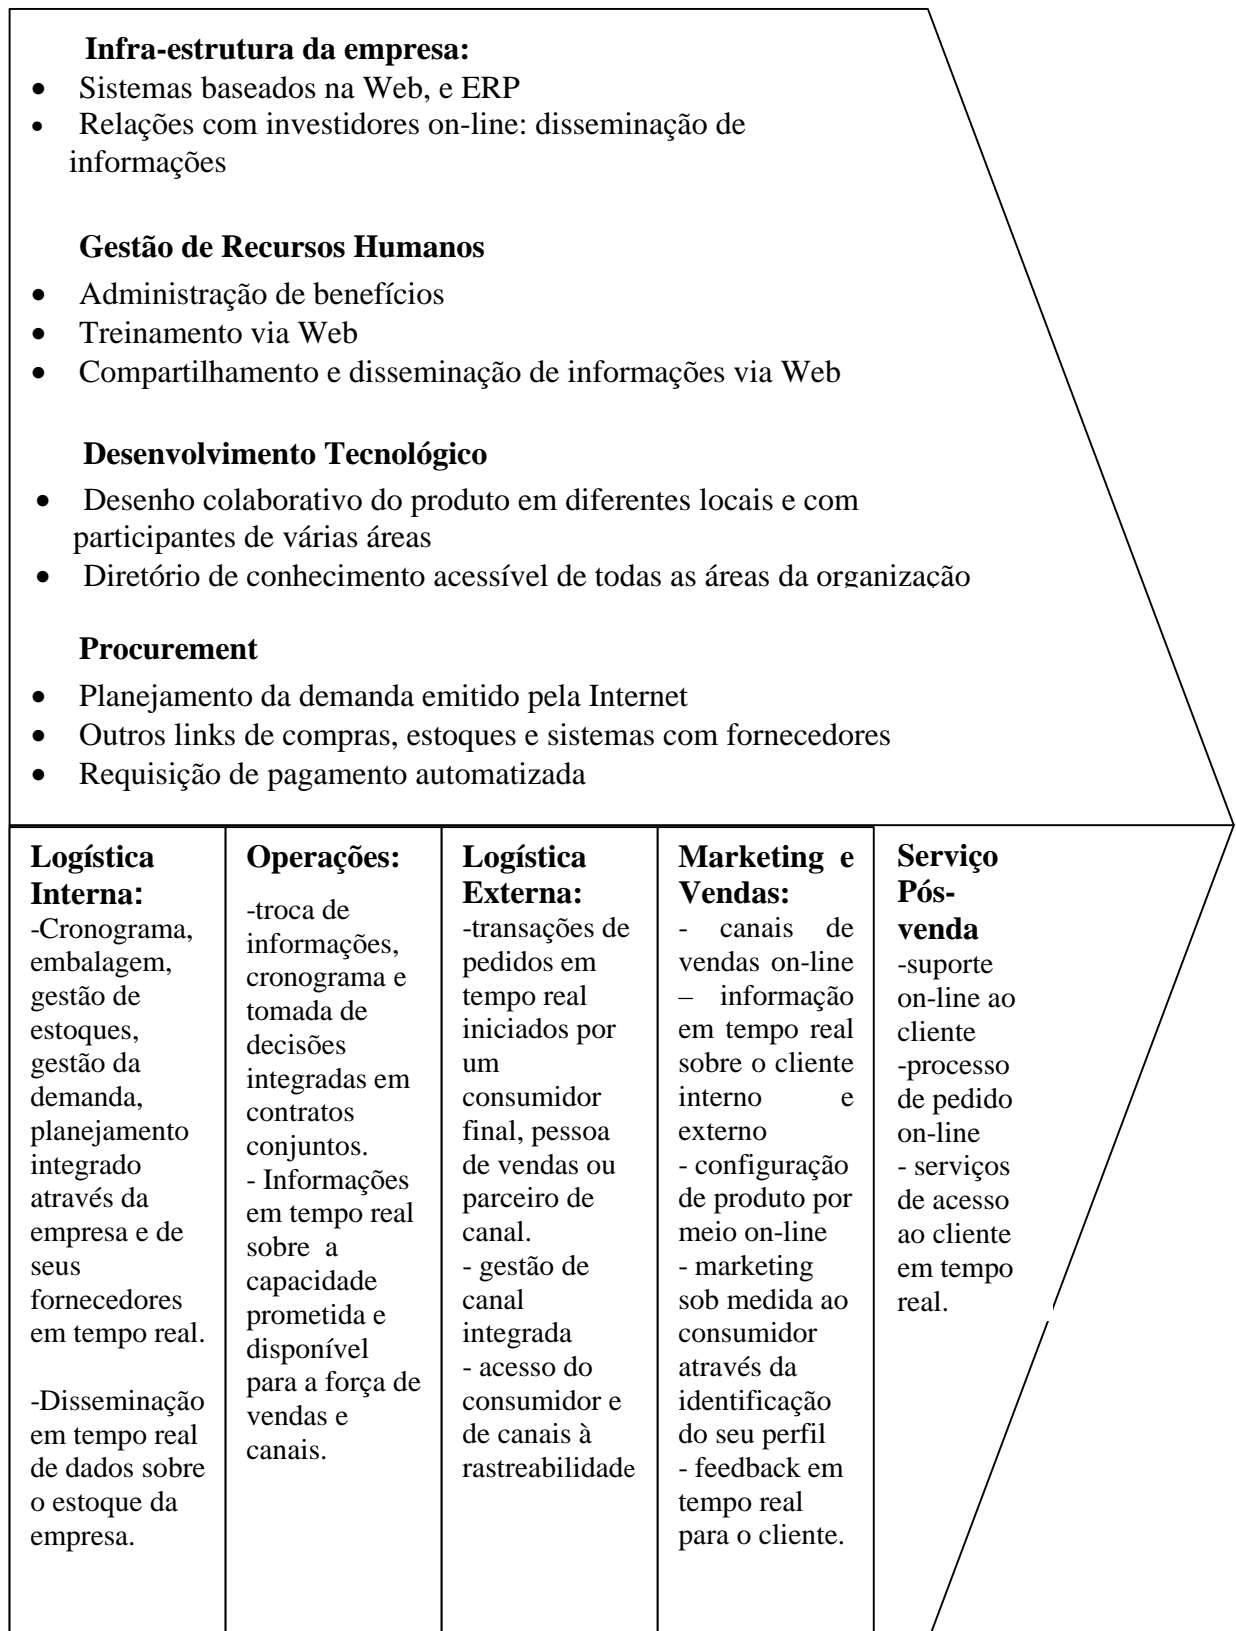 Infra-estrutura da empresa:
• Sistemas baseados na Web, e ERP
• Relações com investidores on-line: disseminação de
informações
Gestão de Recursos Humanos
• Administração de benefícios
• Treinamento via Web
• Compartilhamento e disseminação de informações via Web
Desenvolvimento Tecnológico
• Desenho colaborativo do produto em diferentes locais e com
participantes de várias áreas
• Diretório de conhecimento acessível de todas as áreas da organização
Procurement
• Planejamento da demanda emitido pela Internet
• Outros links de compras, estoques e sistemas com fornecedores
• Requisição de pagamento automatizada
Logística
Interna:
-Cronograma,
embalagem,
gestão de
estoques,
gestão da
demanda,
planejamento
integrado
através da
empresa e de
seus
fornecedores
em tempo real.
-Disseminação
em tempo real
de dados sobre
o estoque da
empresa.
Operações:
-troca de
informações,
cronograma e
tomada de
decisões
integradas em
contratos
conjuntos.
- Informações
em tempo real
sobre a
capacidade
prometida e
disponível
para a força de
vendas e
canais.
Logística
Externa:
-transações de
pedidos em
tempo real
iniciados por
um
consumidor
final, pessoa
de vendas ou
parceiro de
canal.
- gestão de
canal
integrada
- acesso do
consumidor e
de canais à
rastreabilidade
Marketing e
Vendas:
- canais de
vendas on-line
– informação
em tempo real
sobre o cliente
interno e
externo
- configuração
de produto por
meio on-line
- marketing
sob medida ao
consumidor
através da
identificação
do seu perfil
- feedback em
tempo real
para o cliente.
Serviço
Pós-
venda
-suporte
on-line ao
cliente
-processo
de pedido
on-line
- serviços
de acesso
ao cliente
em tempo
real.